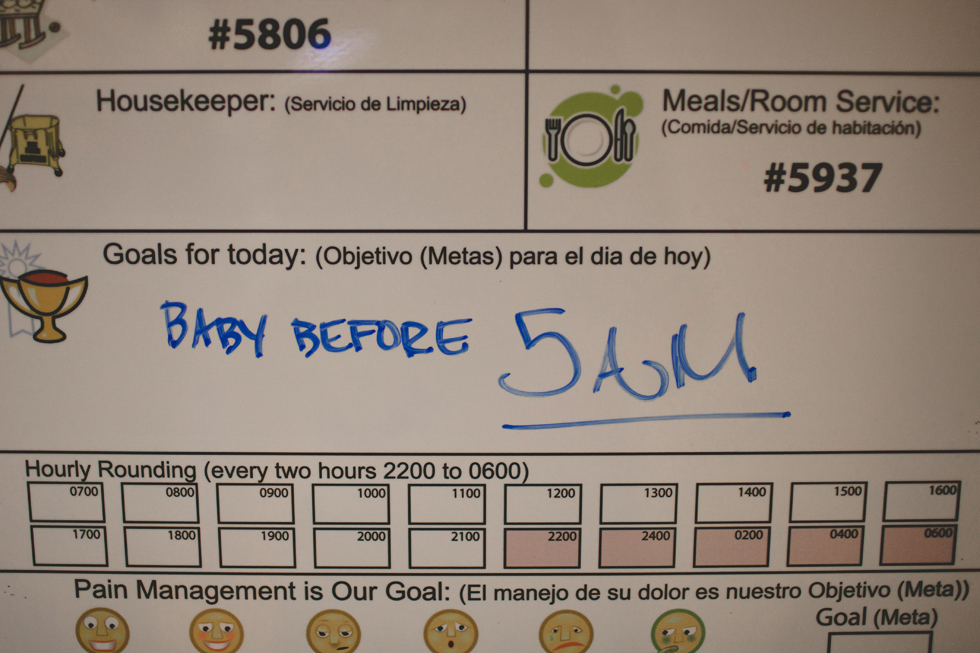 #5806
Housekeeper: (Servicio de Limpieza)
Meals/Room Service:
(Comida/Servicio de habitación)
#5937
Goals for today: (Objetivo (Metas) para el dia de hoy)
BABY BEFORE 5 AM
Hourly Rounding (every two hours 2200 to 0600)
0700 0800 0900 1000 1100 1200 1300 1400 1500 1600
1700 1800 1900 2000 2100 2200 2400 0200 0400 0600
Pain Management is Our Goal: (El manejo de su dolor es nuestro Objetivo (Meta))
Goal (Meta)